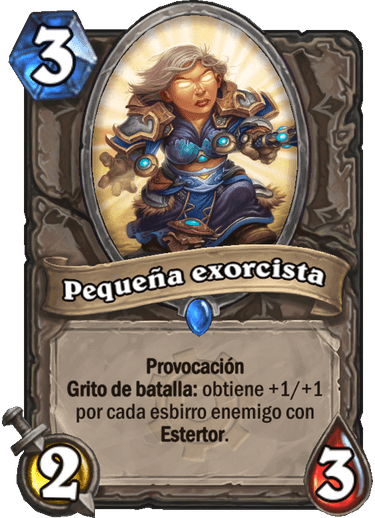 3
Pequeña exorcista
Provocación
Grito de batalla: obtiene +1/+1
por cada esbirro enemigo con
Estertor.
2
3